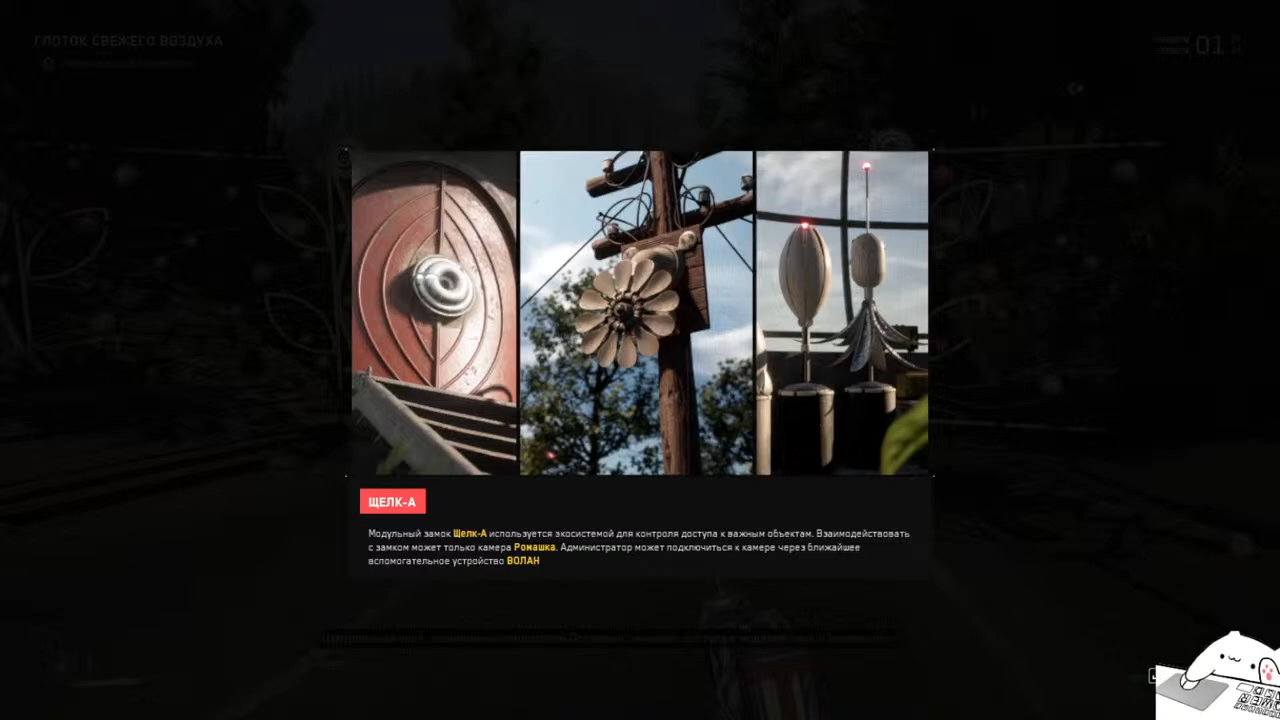 ГЛОТОК СВЕЖЕГО ВОЗДУХА
01
ЩЕЛК-А
Модульный замок Щелк-А используется экосистемой для контроля доступа к важным объектам. Взаимодействовать
с замком может только камера Ромашка. Администратор может подключиться к камере через ближайшее
вспомогательное устройство ВОЛАН